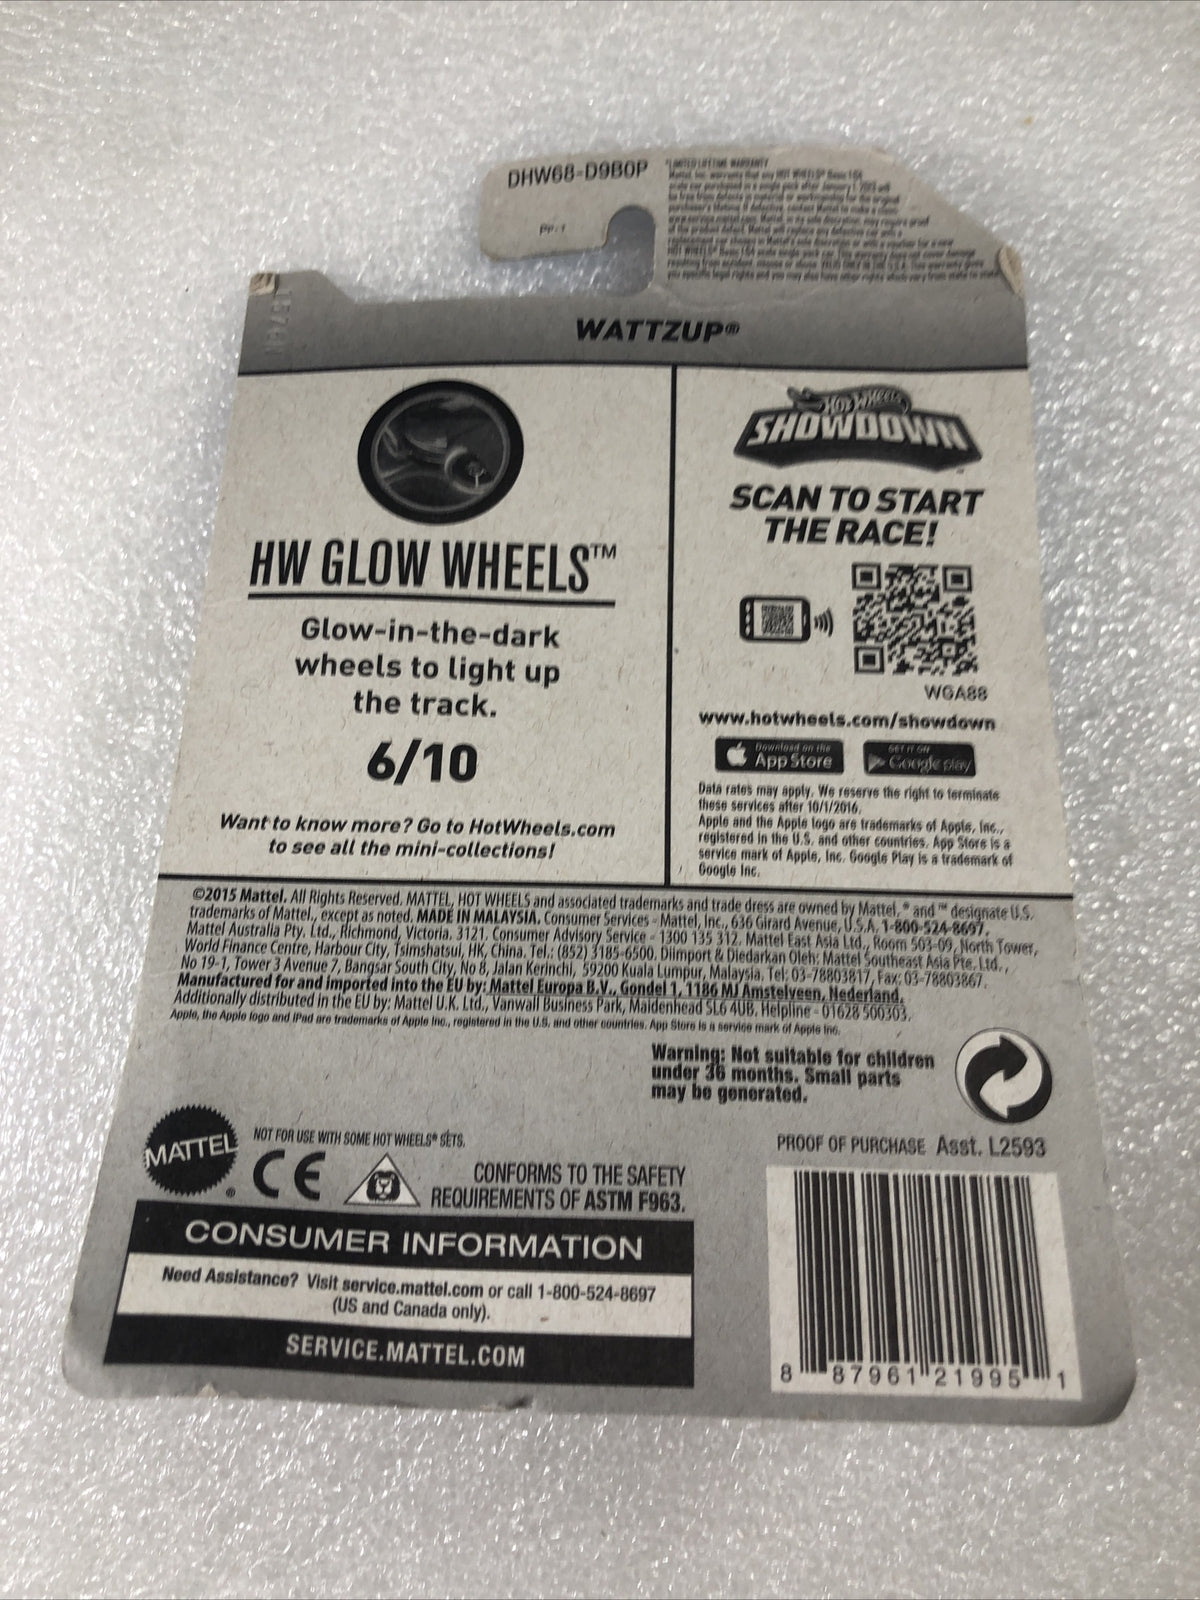 DHW68-D9B0P
PP-1
*LIMITED LIFETIME WARRANTY
WATTZUP®
HW GLOW WHEELS™
Glow-in-the-dark
wheels to light up
the track.
6/10
Want to know more? Go to HotWheels.com
to see all the mini-collections!
HOT WHEELS
SHOWDOWN™
SCAN TO START
THE RACE!
WGA88
www.hotwheels.com/showdown
Download on the
App Store
GET IT ON
Google play
Data rates may apply. We reserve the right to terminate
these services after 10/1/2016.
Apple and the Apple logo are trademarks of Apple, Inc.,
registered in the U.S. and other countries. App Store is a
service mark of Apple, Inc. Google Play is a trademark of
Google Inc.
©2015 Mattel. All Rights Reserved. MATTEL, HOT WHEELS and associated trademarks and trade dress are owned by Mattel. ® and ™ designate U.S.
trademarks of Mattel, except as noted. MADE IN MALAYSIA. Consumer Services - Mattel, Inc., 636 Girard Avenue, U.S.A. 1-800-524-8697.
Mattel Australia Pty. Ltd., Richmond, Victoria. 3121. Consumer Advisory Service - 1300 135 312. Mattel East Asia Ltd., Room 503-09, North Tower,
World Finance Centre, Harbour City, Tsimshatsui, HK, China. Tel.: (852) 3185-6500. Diimport & Diedarkan Oleh: Mattel Southeast Asia Pte. Ltd.,
No 19-1, Tower 3 Avenue 7, Bangsar South City, No 8, Jalan Kerinchi, 59200 Kuala Lumpur, Malaysia. Tel: 03-78803817, Fax: 03-78803867.
Manufactured for and imported into the EU by: Mattel Europa B.V., Gondel 1, 1186 MJ Amstelveen, Nederland.
Additionally distributed in the EU by: Mattel U.K. Ltd., Vanwall Business Park, Maidenhead SL6 4UB. Helpline - 01628 500303.
Apple, the Apple logo and iPad are trademarks of Apple Inc., registered in the U.S. and other countries. App Store is a service mark of Apple Inc.
Warning: Not suitable for children
under 36 months. Small parts
may be generated.
MATTEL®
NOT FOR USE WITH SOME HOT WHEELS® SETS.
CE
CONFORMS TO THE SAFETY
REQUIREMENTS OF ASTM F963.
PROOF OF PURCHASE Asst. L2593
CONSUMER INFORMATION
Need Assistance? Visit service.mattel.com or call 1-800-524-8697
(US and Canada only).
SERVICE.MATTEL.COM
8 87961 21995 1